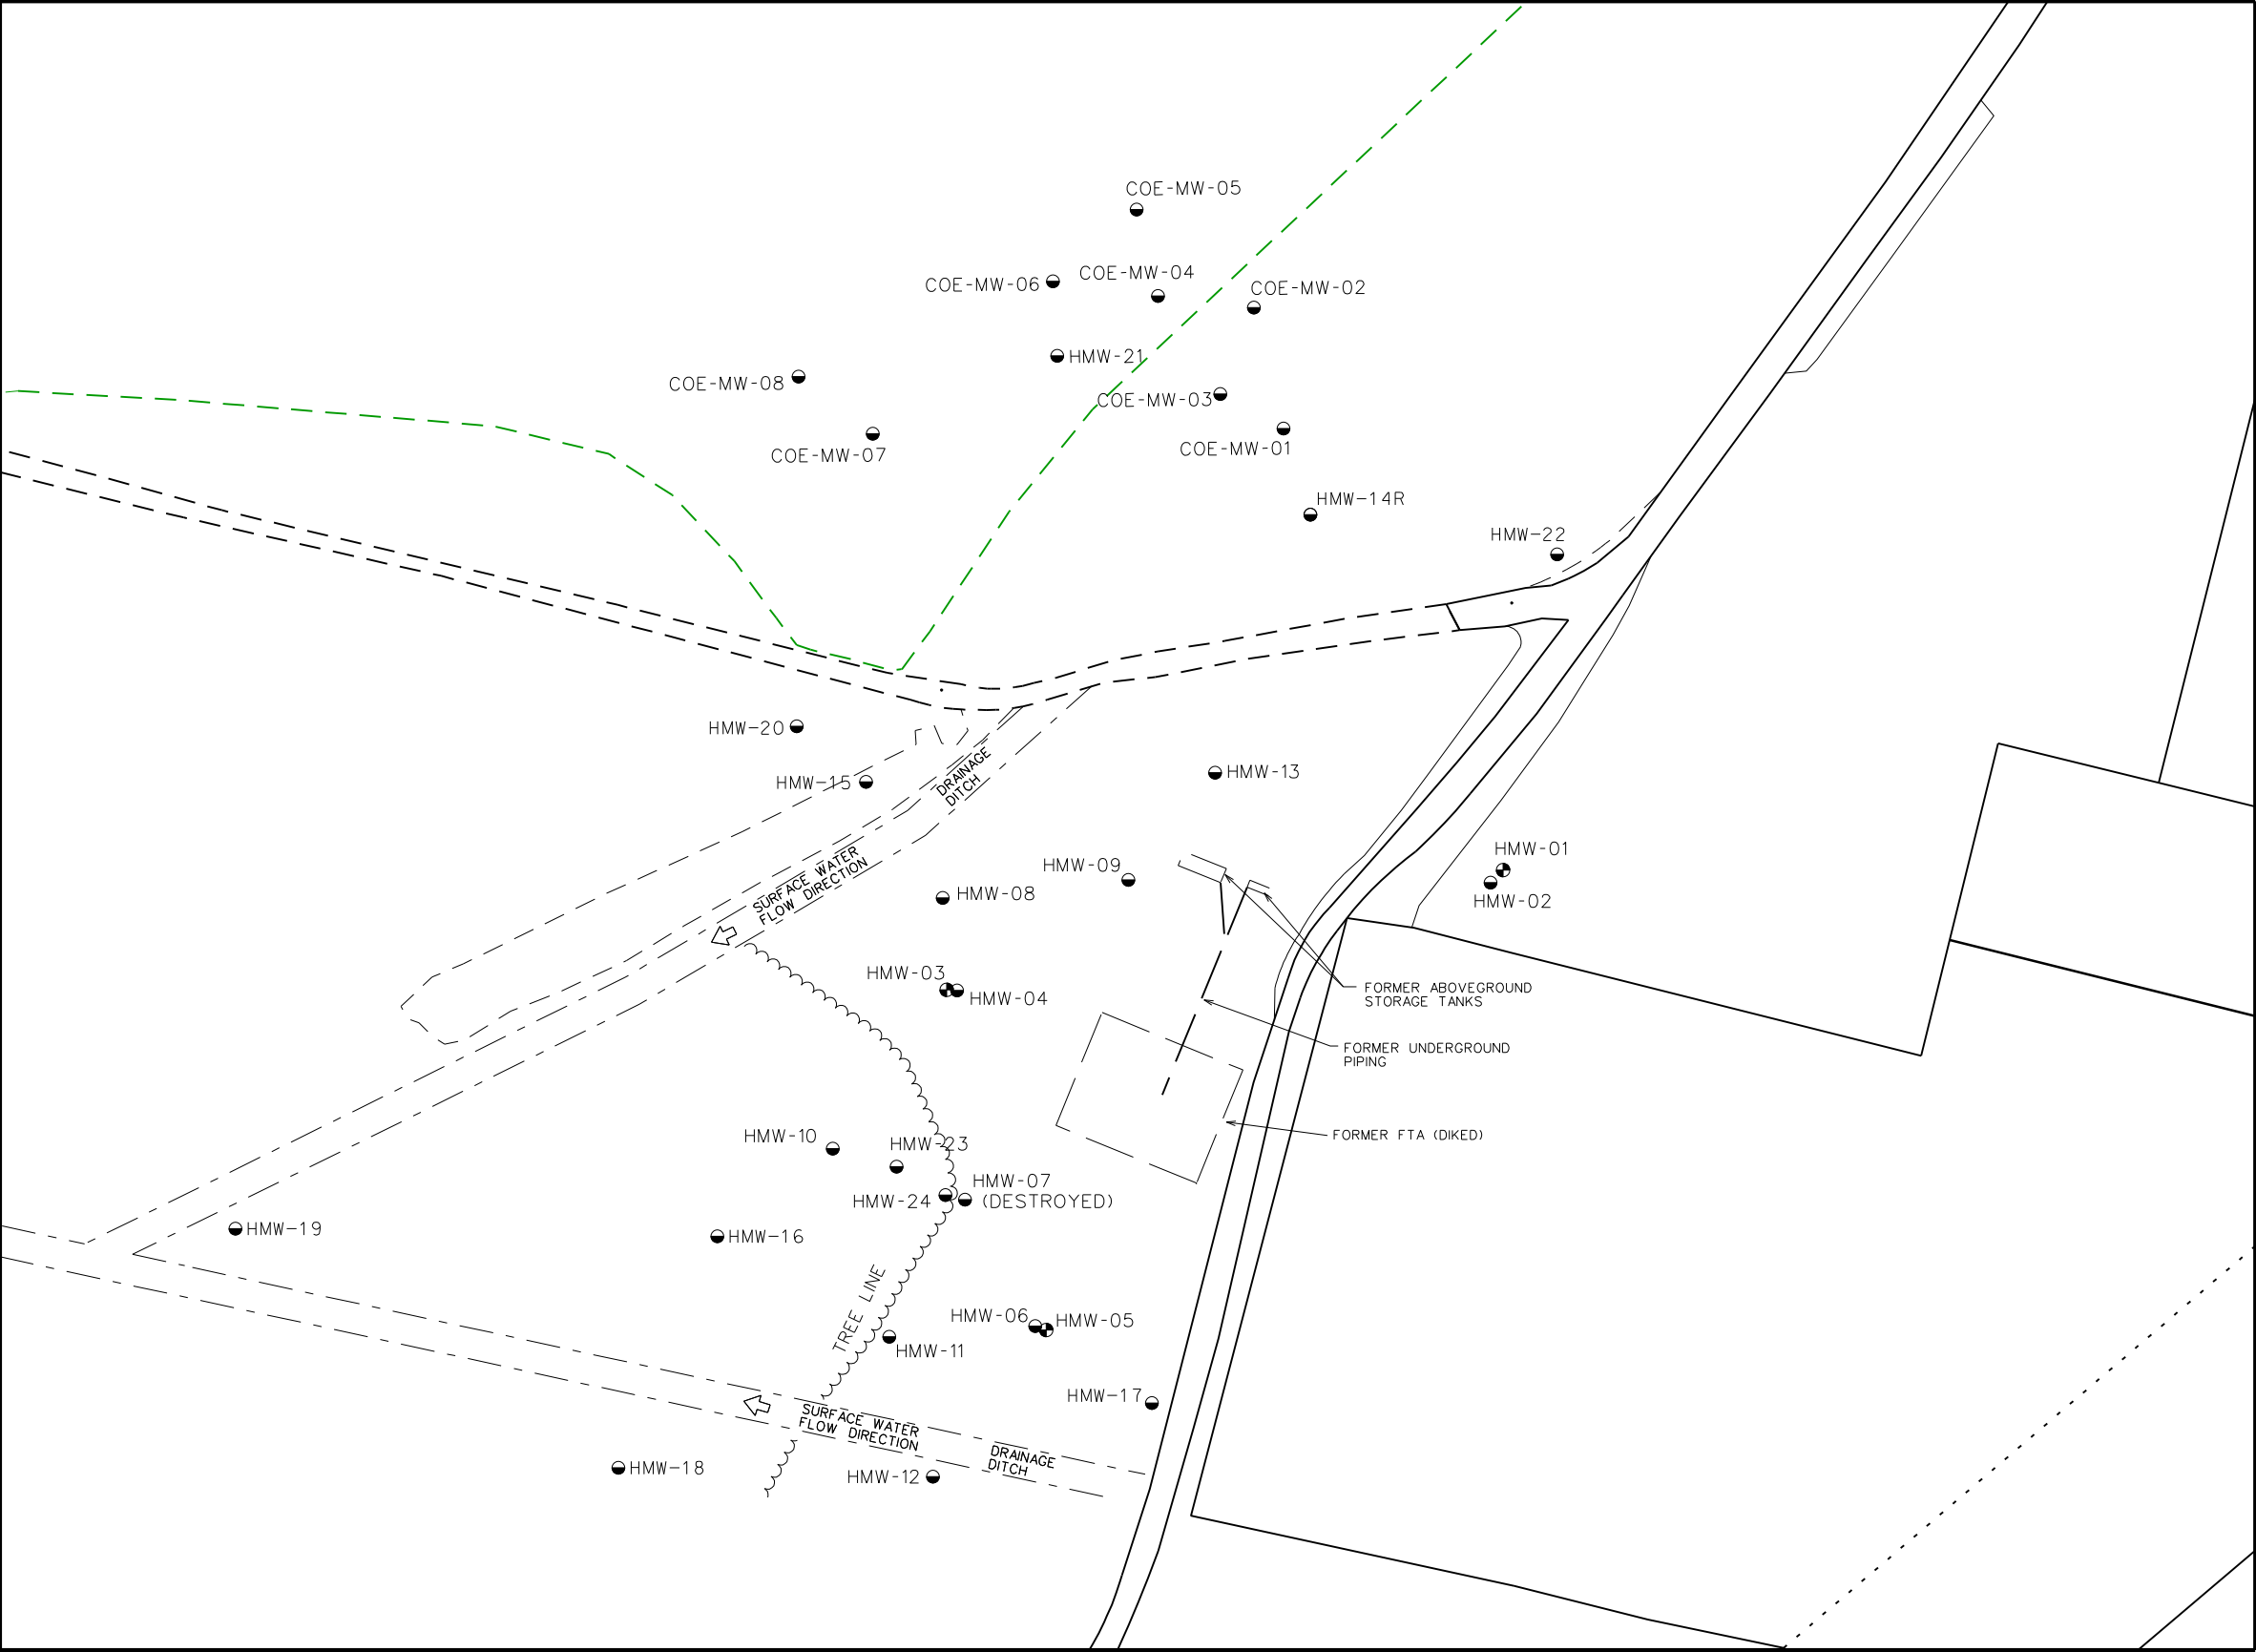 COE-MW-05
COE-MW-04
COE-MW-06
COE-MW-02
HMW-21
COE-MW-08
COE-MW-03
COE-MW-07
COE-MW-01
HMW-14R
HMW-22
HMW-20
DRAINAGE
DITCH
HMW-15
HMW-13
SURFACE WATER
FLOW DIRECTION
HMW-09
HMW-01
HMW-08
HMW-02
HMW-03
HMW-04
FORMER ABOVEGROUND
STORAGE TANKS
FORMER UNDERGROUND
PIPING
HMW-10
HMW-23
FORMER FTA (DIKED)
HMW-07
(DESTROYED)
HMW-24
HMW-19
HMW-16
TREE LINE
HMW-06
HMW-05
HMW-11
HMW-17
SURFACE WATER
FLOW DIRECTION
DRAINAGE
DITCH
HMW-18
HMW-12